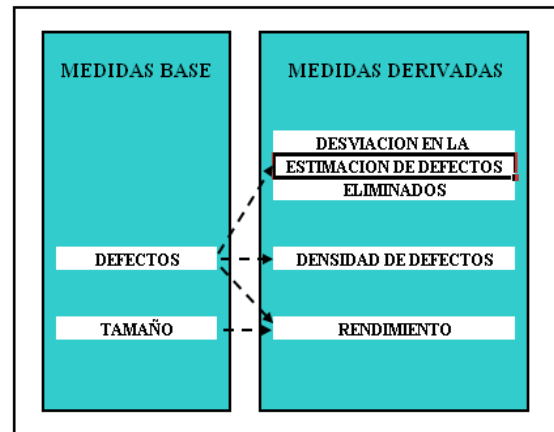 MEDIDAS BASE
MEDIDAS DERIVADAS
DESVIACION EN LA
ESTIMACION DE DEFECTOS
ELIMINADOS
DEFECTOS
DENSIDAD DE DEFECTOS
TAMAÑO
RENDIMIENTO